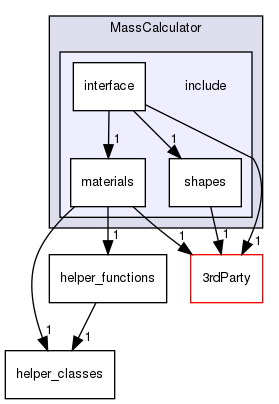 MassCalculator
interface
include
1
1
materials
shapes
1
1
1
1
helper_functions
3rdParty
1
1
helper_classes